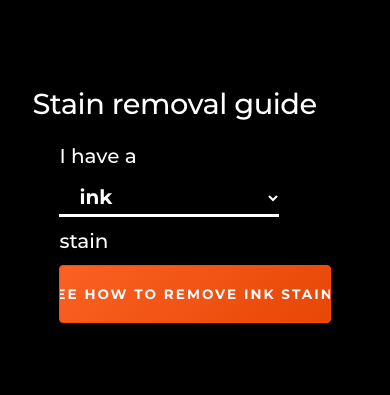 Stain removal guide
I have a
ink
stain
EE HOW TO REMOVE INK STAIN